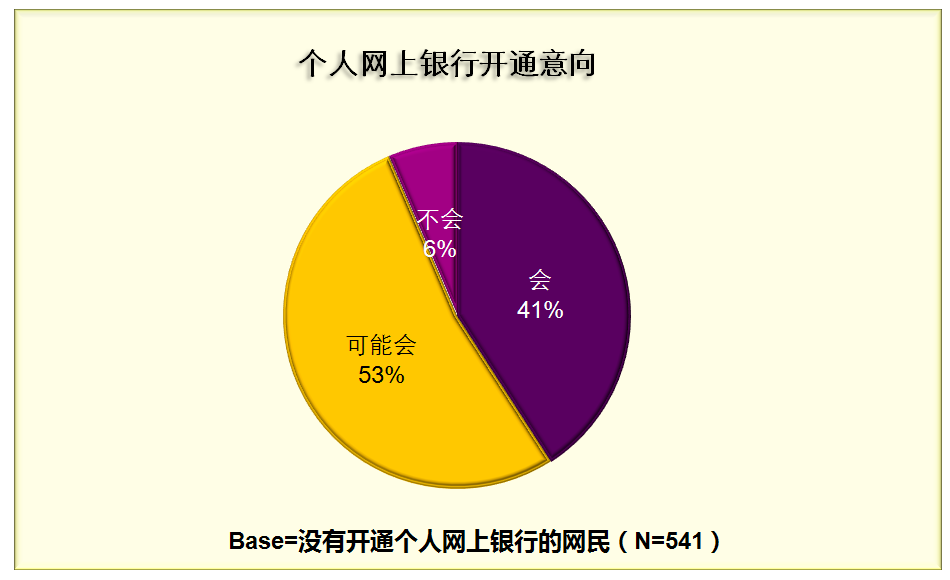 个人网上银行开通意向
不会
6%
会
41%
可能会
53%
Base=没有开通个人网上银行的网民（N=541）